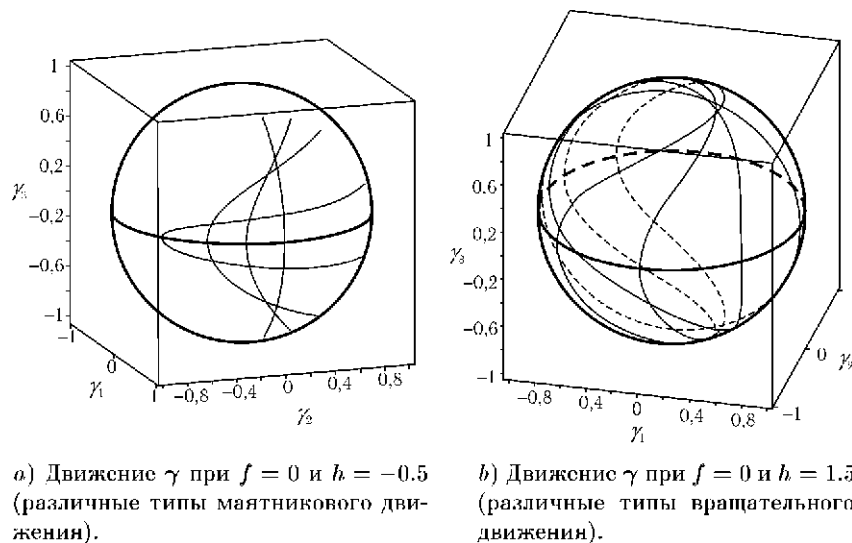 1
0.6
0.2
γ₃
−0.2
−0.6
−1
−1
0
γ₁
1
−0,8
−0,4
0
0,4
0,8
γ₂
1
0.6
0,2
γ₃
−0.2
−0.6
−1
−0,8
−0,4
0
0.4
0.8
γ₁
−1
0
a) Движение γ при f = 0 и h = −0.5
(различные типы маятникового дви-
жения).
b) Движение γ при f = 0 и h = 1.5
(различные типы вращательного
движения).